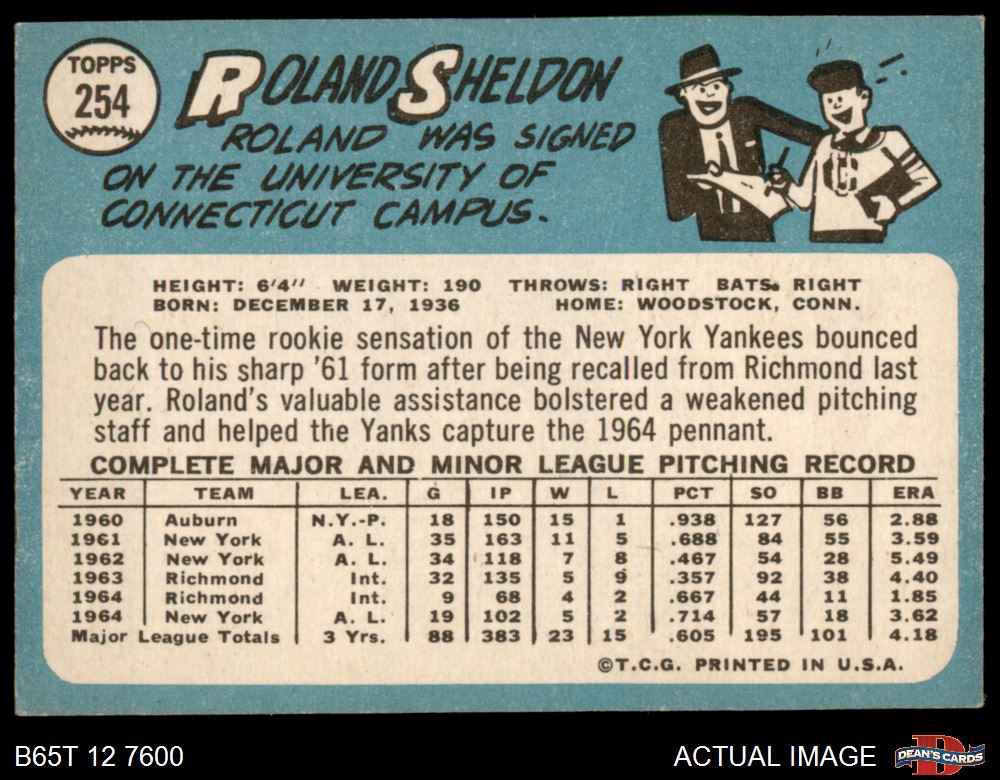 TOPPS
254
ROLAND SHELDON
ROLAND WAS SIGNED
ON THE UNIVERSITY OF
CONNECTICUT CAMPUS.
C
HEIGHT: 6'4" WEIGHT: 190 THROWS: RIGHT BATS. RIGHT
BORN: DECEMBER 17, 1936 HOME: WOODSTOCK, CONN.
The one-time rookie sensation of the New York Yankees bounced
back to his sharp '61 form after being recalled from Richmond last
year. Roland's valuable assistance bolstered a weakened pitching
staff and helped the Yanks capture the 1964 pennant.
COMPLETE MAJOR AND MINOR LEAGUE PITCHING RECORD
YEAR TEAM LEA. G IP W L PCT SO BB ERA
1960 Auburn N.Y.-P. 18 150 15 1 .938 127 56 2.88
1961 New York A. L. 35 163 11 5 .688 84 55 3.59
1962 New York A. L. 34 118 7 8 .467 54 28 5.49
1963 Richmond Int. 32 135 5 9 .357 92 38 4.40
1964 Richmond Int. 9 68 4 2 .667 44 11 1.85
1964 New York A. L. 19 102 5 2 .714 57 18 3.62
Major League Totals 3 Yrs. 88 383 23 15 .605 195 101 4.18
©T.C.G. PRINTED IN U.S.A.
B65T 12 7600 ACTUAL IMAGE D DEAN'S CARDS